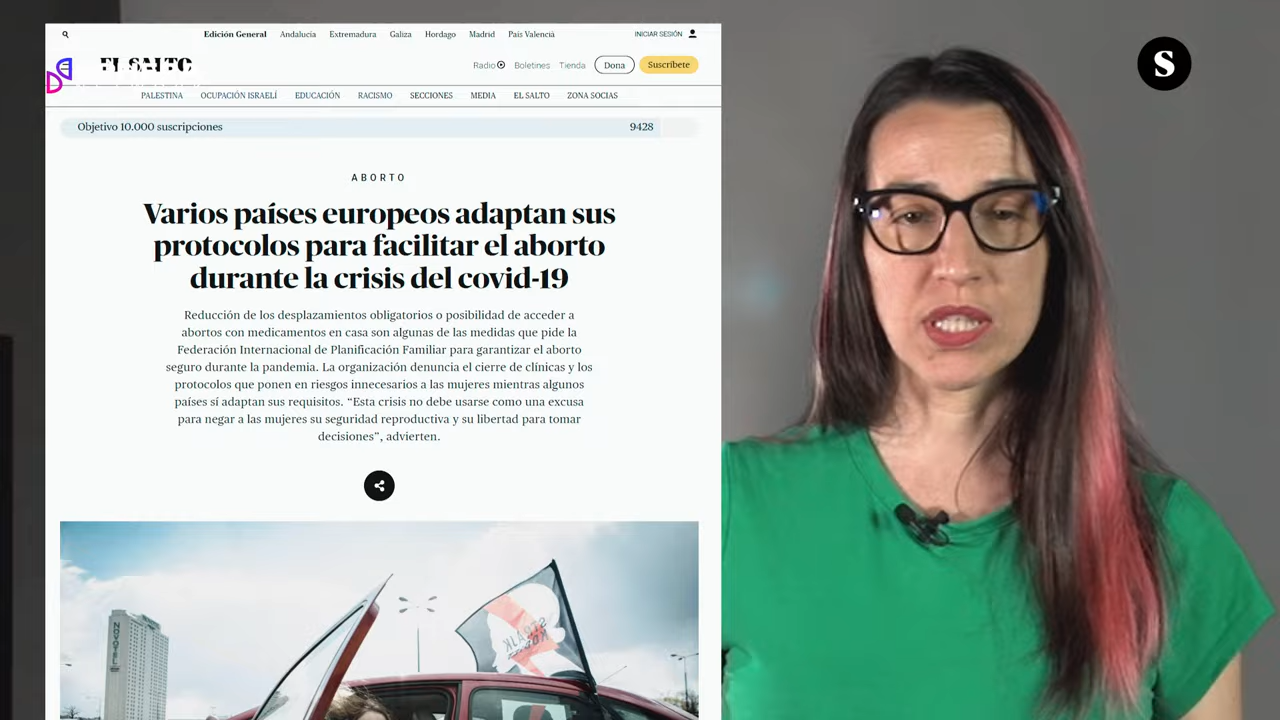 Edición General Andalucía Extremadura Galiza Hordago Madrid País Valencià INICIAR SESIÓN
EL SALTO
Radio Boletines Tienda Dona Suscríbete
PALESTINA OCUPACIÓN ISRAELÍ EDUCACIÓN RACISMO SECCIONES MEDIA EL SALTO ZONA SOCIAS
Objetivo 10.000 suscripciones 9428
ABORTO
Varios países europeos adaptan sus
protocolos para facilitar el aborto
durante la crisis del covid-19
Reducción de los desplazamientos obligatorios o posibilidad de acceder a
abortos con medicamentos en casa son algunas de las medidas que pide la
Federación Internacional de Planificación Familiar para garantizar el aborto
seguro durante la pandemia. La organización denuncia el cierre de clínicas y los
protocolos que ponen en riesgos innecesarios a las mujeres mientras algunos
países sí adaptan sus requisitos. “Esta crisis no debe usarse como una excusa
para negar a las mujeres su seguridad reproductiva y su libertad para tomar
decisiones”, advierten.
NOVOTEL
S